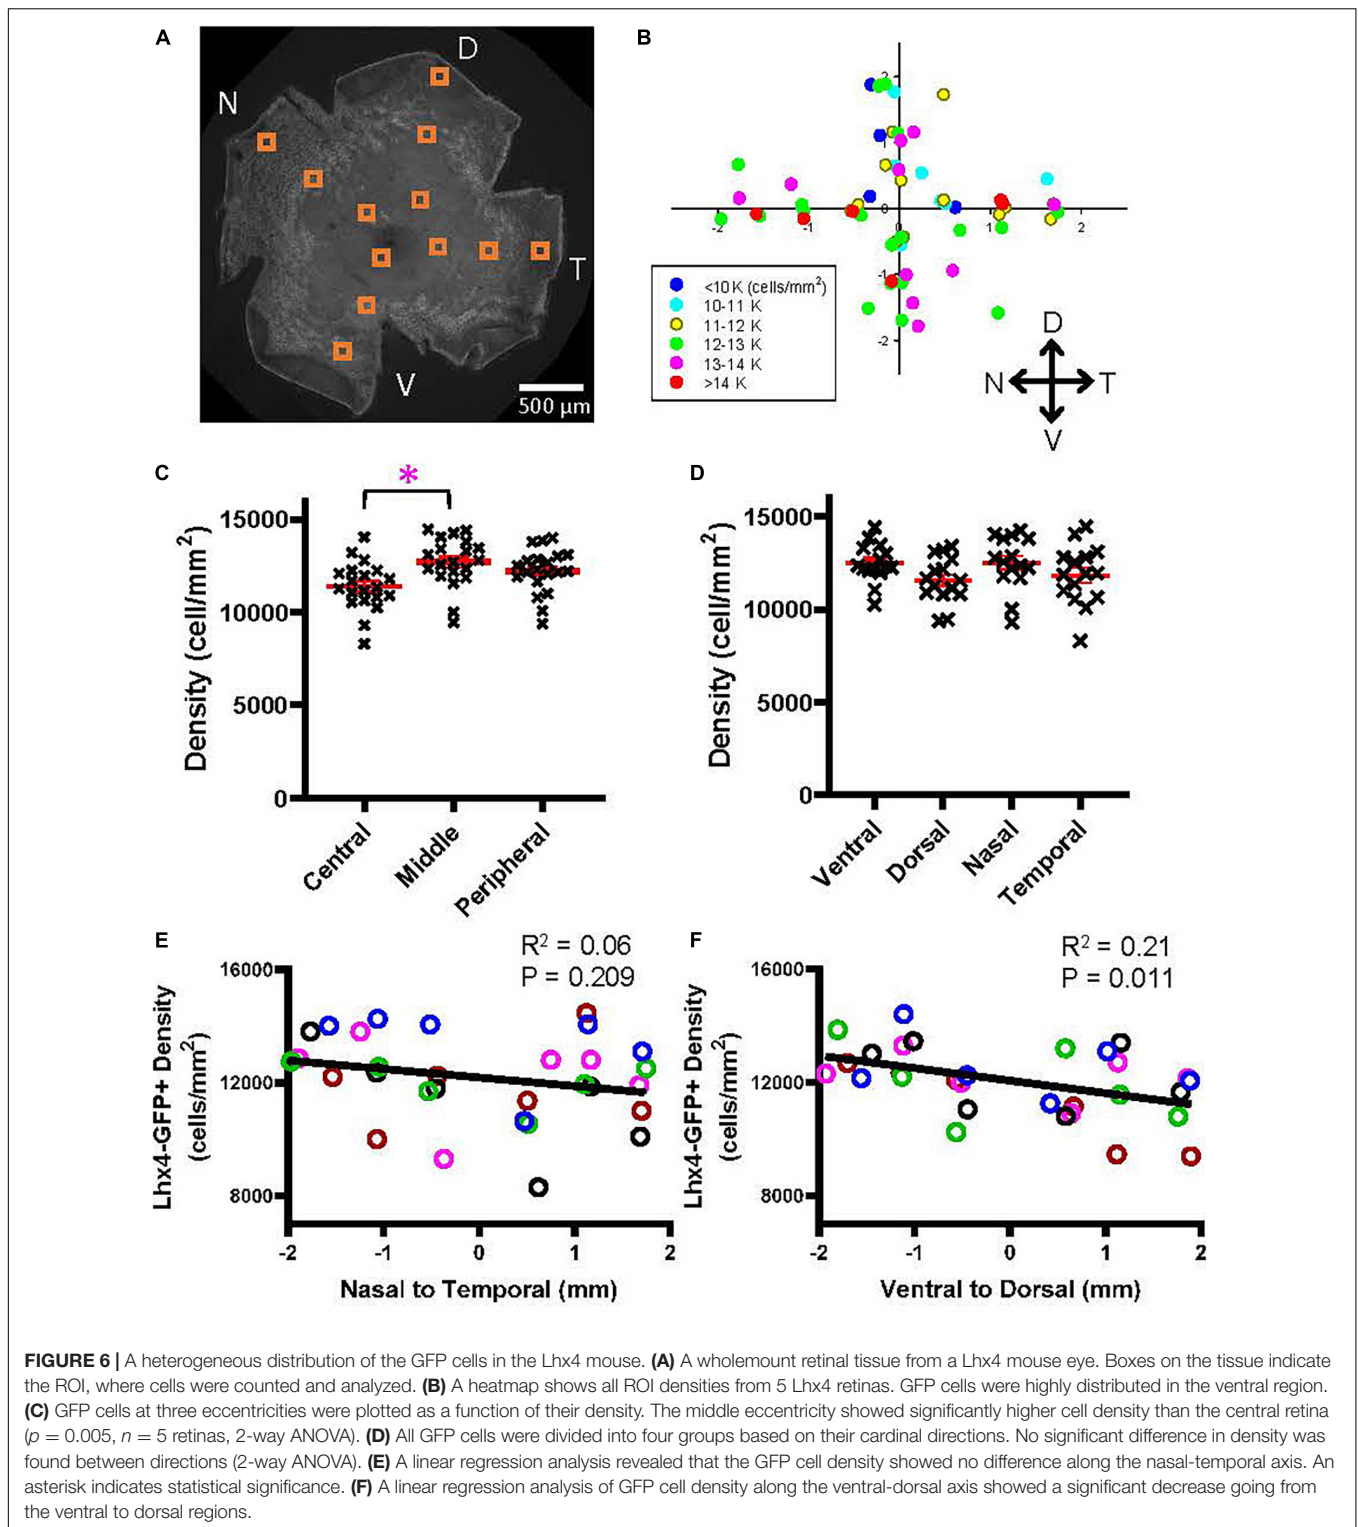 A
D
N
T
V
500 µm
B
2
1
0
-1
-2
-2
-1
1
2
<10K (cells/mm²)
10-11 K
11-12 K
12-13 K
13-14 K
>14 K
D
N
T
V
C
*
Density (cell/mm²)
15000
10000
5000
0
Central
Middle
Peripheral
D
Density (cell/mm²)
15000
10000
5000
0
Ventral
Dorsal
Nasal
Temporal
E
R² = 0.06
P = 0.209
Lhx4-GFP+ Density
(cells/mm²)
16000
12000
8000
-2 -1 0 1 2
Nasal to Temporal (mm)
F
R² = 0.21
P = 0.011
Lhx4-GFP+ Density
(cells/mm²)
16000
12000
8000
-2 -1 0 1 2
Ventral to Dorsal (mm)
FIGURE 6 | A heterogeneous distribution of the GFP cells in the Lhx4 mouse. (A) A wholemount retinal tissue from a Lhx4 mouse eye. Boxes on the tissue indicate
the ROI, where cells were counted and analyzed. (B) A heatmap shows all ROI densities from 5 Lhx4 retinas. GFP cells were highly distributed in the ventral region.
(C) GFP cells at three eccentricities were plotted as a function of their density. The middle eccentricity showed significantly higher cell density than the central retina
(p = 0.005, n = 5 retinas, 2-way ANOVA). (D) All GFP cells were divided into four groups based on their cardinal directions. No significant difference in density was
found between directions (2-way ANOVA). (E) A linear regression analysis revealed that the GFP cell density showed no difference along the nasal-temporal axis. An
asterisk indicates statistical significance. (F) A linear regression analysis of GFP cell density along the ventral-dorsal axis showed a significant decrease going from
the ventral to dorsal regions.